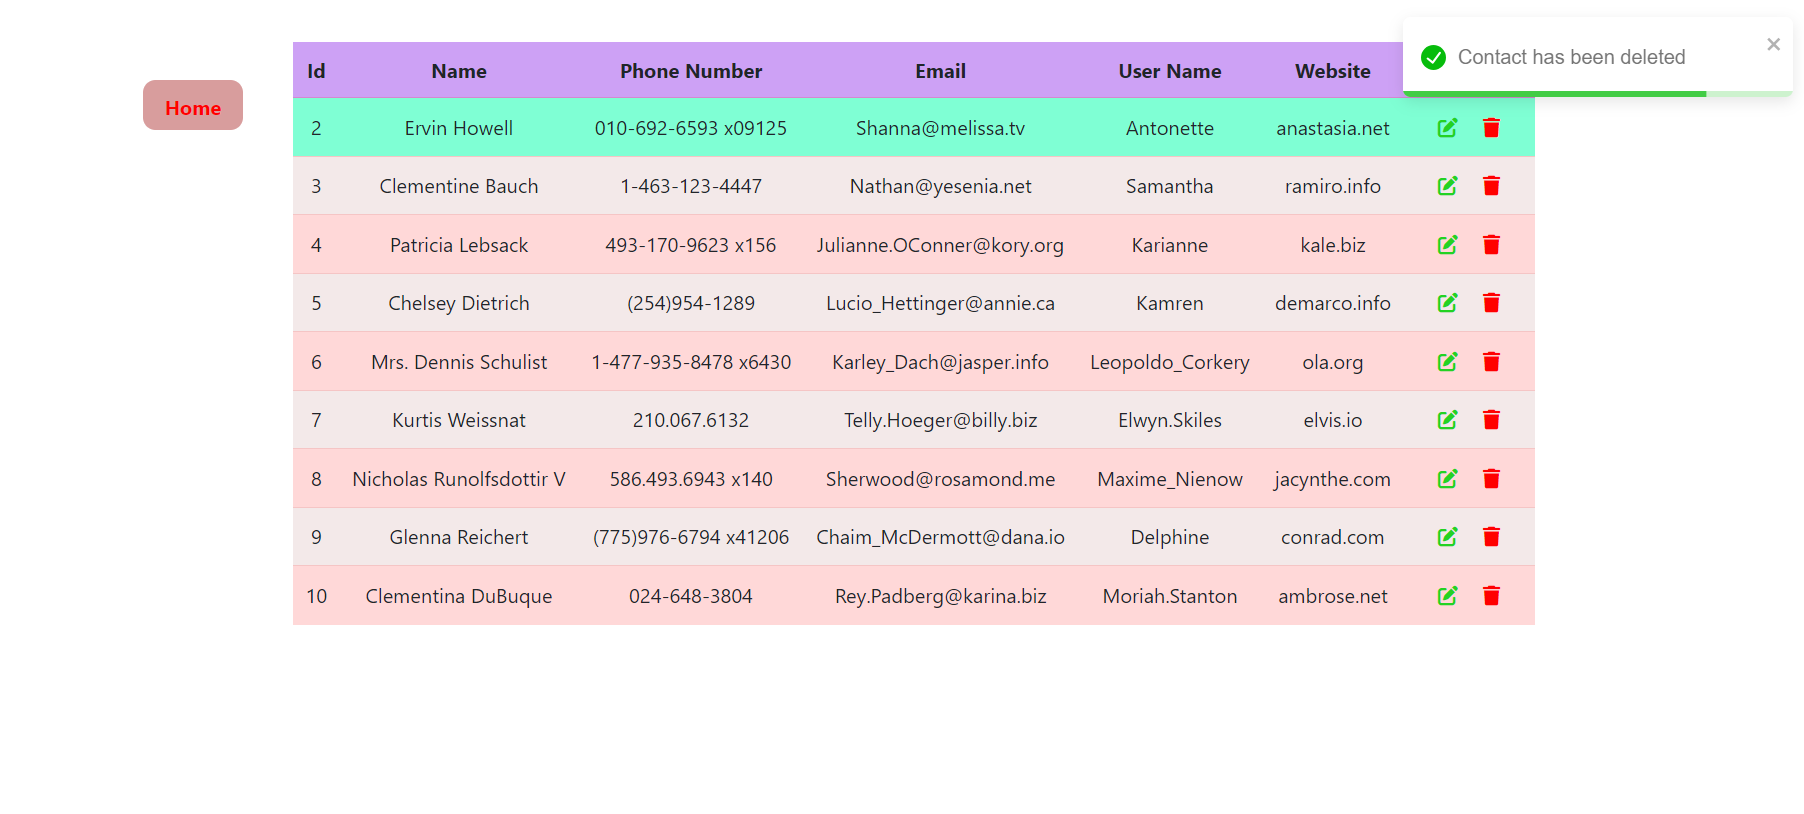 Contact has been deleted
Home
Id Name Phone Number Email User Name Website
2 Ervin Howell 010-692-6593 x09125 Shanna@melissa.tv Antonette anastasia.net
3 Clementine Bauch 1-463-123-4447 Nathan@yesenia.net Samantha ramiro.info
4 Patricia Lebsack 493-170-9623 x156 Julianne.OConner@kory.org Karianne kale.biz
5 Chelsey Dietrich (254)954-1289 Lucio_Hettinger@annie.ca Kamren demarco.info
6 Mrs. Dennis Schulist 1-477-935-8478 x6430 Karley_Dach@jasper.info Leopoldo_Corkery ola.org
7 Kurtis Weissnat 210.067.6132 Telly.Hoeger@billy.biz Elwyn.Skiles elvis.io
8 Nicholas Runolfsdottir V 586.493.6943 x140 Sherwood@rosamond.me Maxime_Nienow jacynthe.com
9 Glenna Reichert (775)976-6794 x41206 Chaim_McDermott@dana.io Delphine conrad.com
10 Clementina DuBuque 024-648-3804 Rey.Padberg@karina.biz Moriah.Stanton ambrose.net